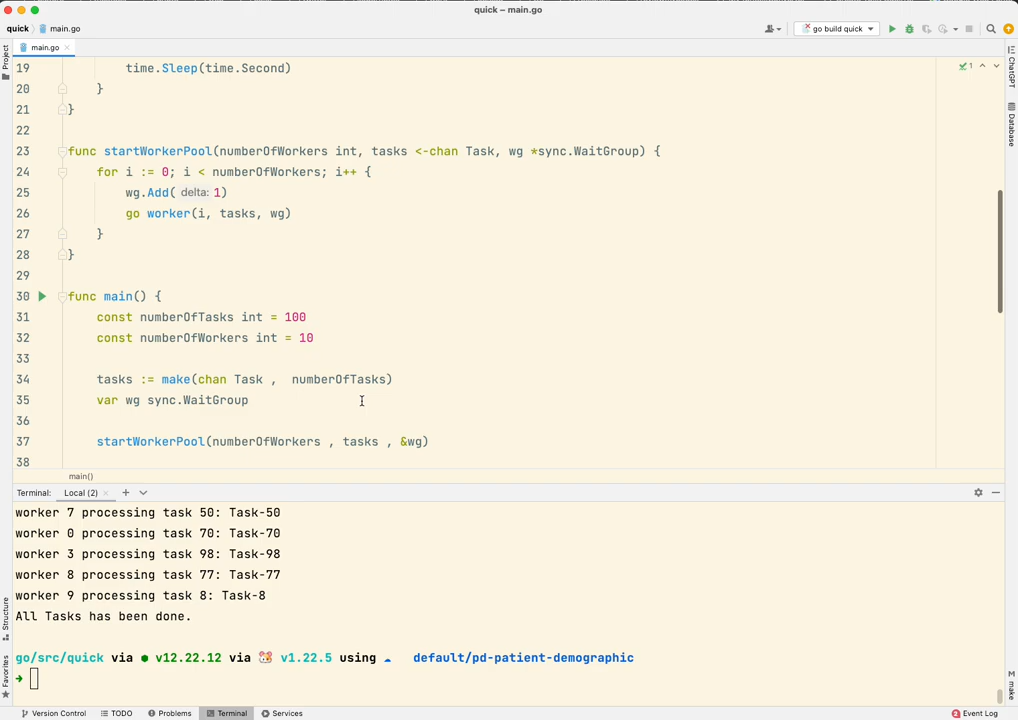 quick – main.go
quick main.go go build quick
main.go
Project
ChatGPT
Database
1
19 time.Sleep(time.Second)
20 }
21 }
22
23 func startWorkerPool(numberOfWorkers int, tasks <-chan Task, wg *sync.WaitGroup) {
24 for i := 0; i < numberOfWorkers; i++ {
25 wg.Add( delta: 1)
26 go worker(i, tasks, wg)
27 }
28 }
29
30 func main() {
31 const numberOfTasks int = 100
32 const numberOfWorkers int = 10
33
34 tasks := make(chan Task ,  numberOfTasks)
35 var wg sync.WaitGroup
36
37 startWorkerPool(numberOfWorkers , tasks , &wg)
38
main()
Terminal: Local (2)
worker 7 processing task 50: Task-50
worker 0 processing task 70: Task-70
worker 3 processing task 98: Task-98
worker 8 processing task 77: Task-77
worker 9 processing task 8: Task-8
All Tasks has been done.
go/src/quick via v12.22.12 via v1.22.5 using default/pd-patient-demographic
Structure
Favorites
make
Version Control TODO Problems Terminal Services 2 Event Log